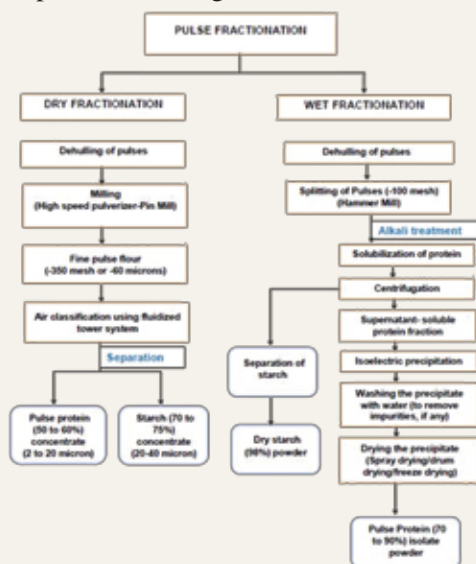 PULSE FRACTIONATION
DRY FRACTIONATION
Dehulling of pulses
Milling
(High speed pulverizer-Pin Mill)
Fine pulse flour
(-350 mesh or -60 microns)
Air classification using fluidized
tower system
Separation
Pulse protein
(50 to 60%)
concentrate
(2 to 20 micron)
Starch (70 to
75%)
concentrate
(20-40 micron)
WET FRACTIONATION
Dehulling of pulses
Splitting of Pulses (-100 mesh)
(Hammer Mill)
Alkali treatment
Solubilization of protein
Centrifugation
Separation of
starch
Dry starch
(98%) powder
Supernatant- soluble
protein fraction
Isoelectric precipitation
Washing the precipitate
with water (to remove
impurities, if any)
Drying the precipitate
(Spray drying/drum
drying/freeze drying)
Pulse Protein (70
to 90%) isolate
powder